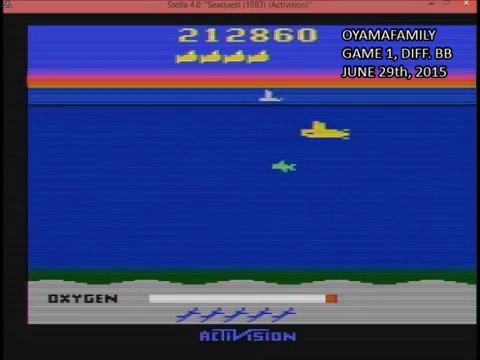 Stella 4.0: "Seaquest (1983) (Activision)"
212860
OYAMAFAMILY
GAME 1, DIFF. BB
JUNE 29th, 2015
OXYGEN
ACTIVISION